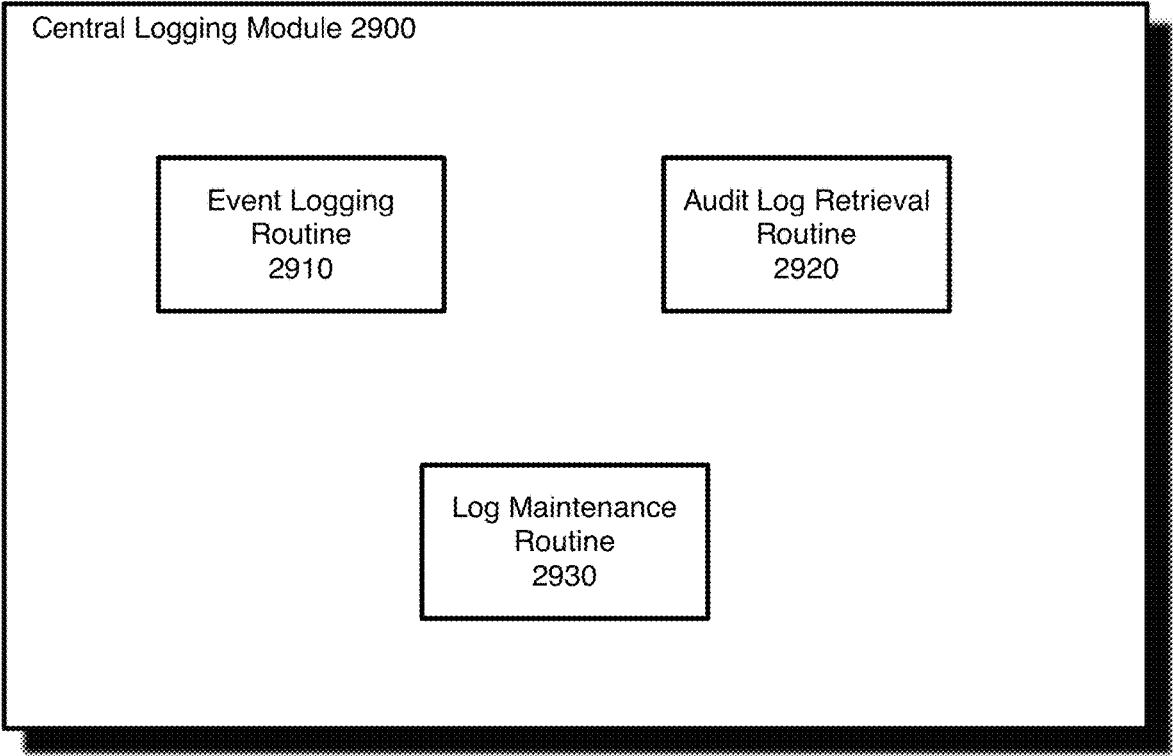 Central Logging Module 2900
Event Logging
Routine
2910
Audit Log Retrieval
Routine
2920
Log Maintenance
Routine
2930